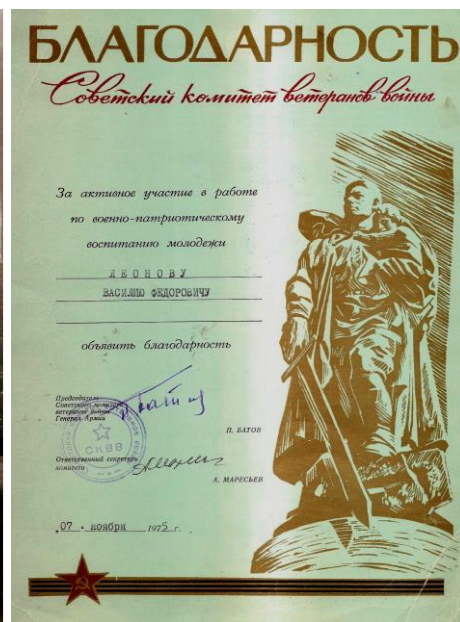 БЛАГОДАРНОСТЬ
Советский комитет ветеранов войны
За активное участие в работе
по военно-патриотическому
воспитанию молодежи
ЛЕОНОВУ
ВАСИЛИЮ ФЕДОРОВИЧУ
объявить благодарность
Председатель
Советского комитета
ветеранов войны
Генерал Армии
П. БАТОВ
СКВВ
Ответственный секретарь
комитета
А. МАРЕСЬЕВ
"07" ноября 1975 г.